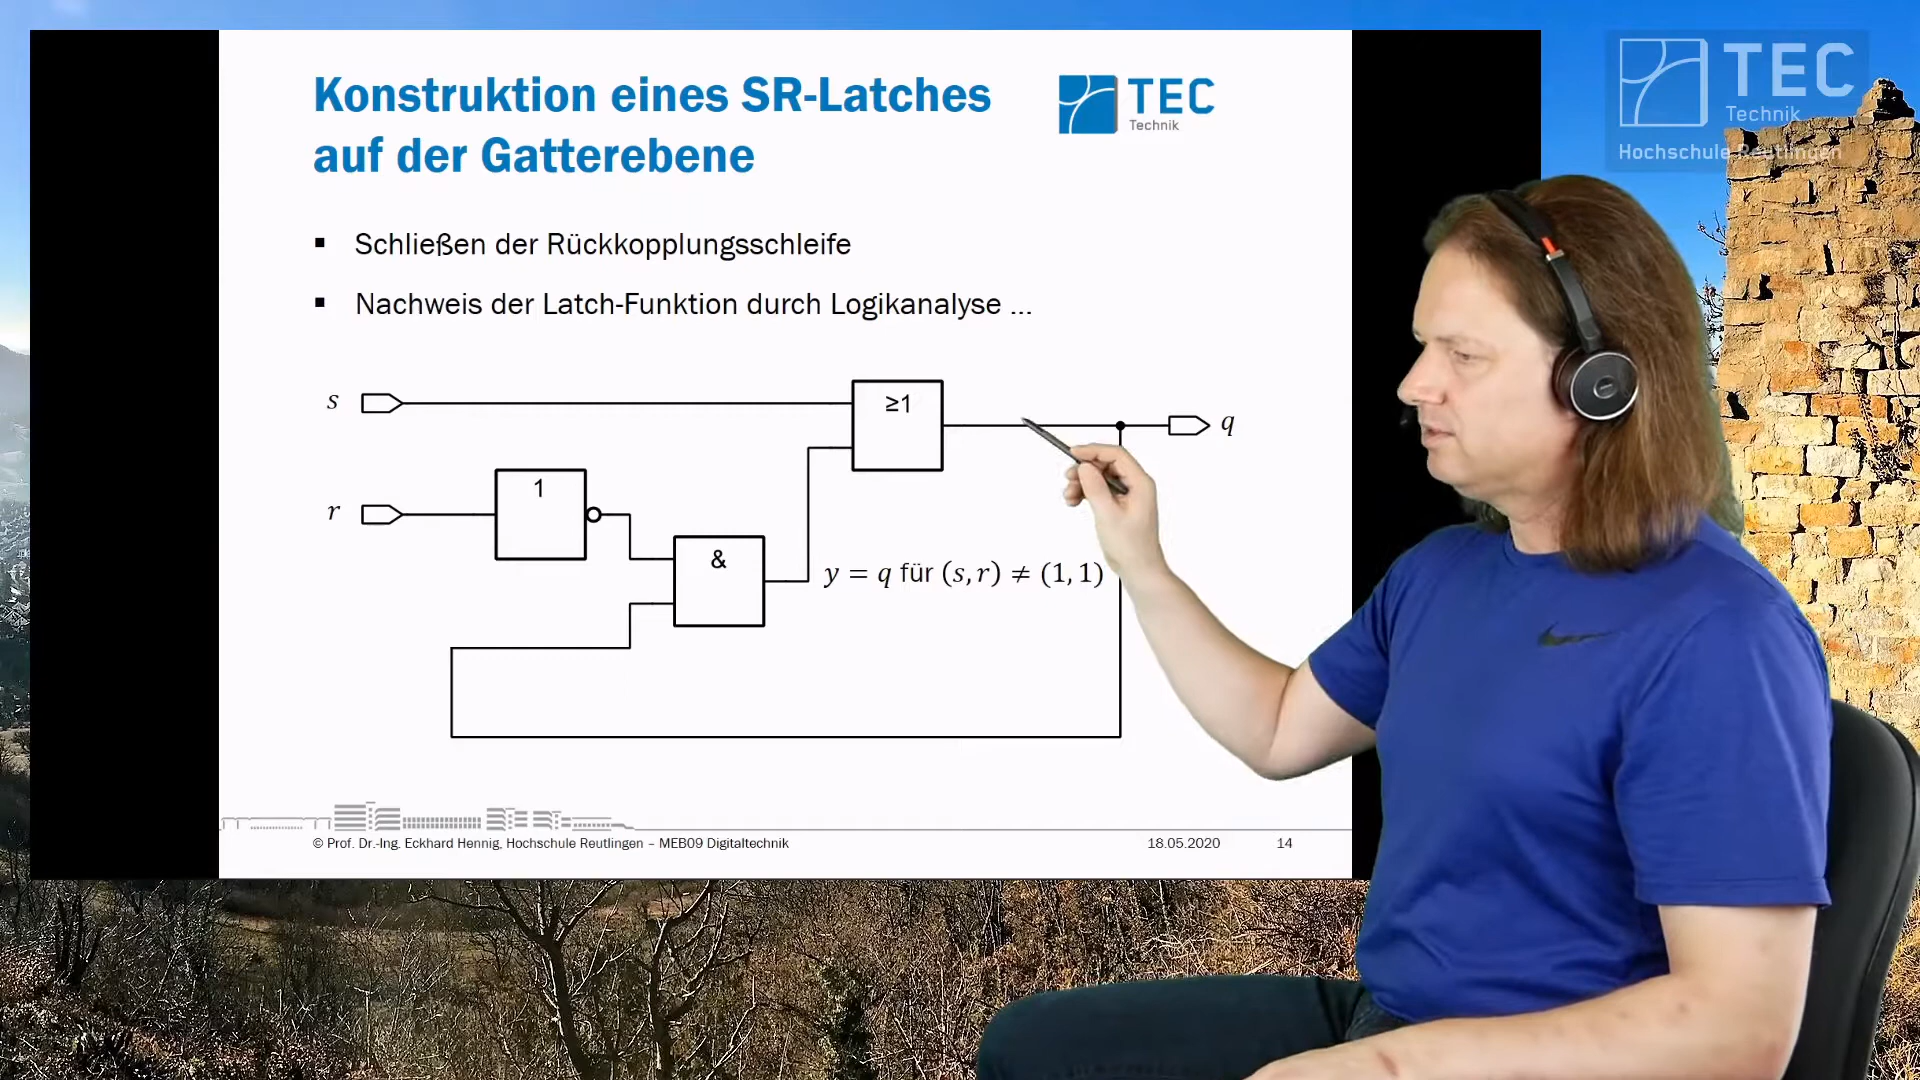 Konstruktion eines SR-Latches
auf der Gatterebene
TEC
Technik
TEC
Technik
Hochschule Reutlingen
▪ Schließen der Rückkopplungsschleife
▪ Nachweis der Latch-Funktion durch Logikanalyse ...
s
≥1
q
r
1
&
y = q für (s, r) ≠ (1, 1)
© Prof. Dr.-Ing. Eckhard Hennig, Hochschule Reutlingen – MEB09 Digitaltechnik
18.05.2020
14